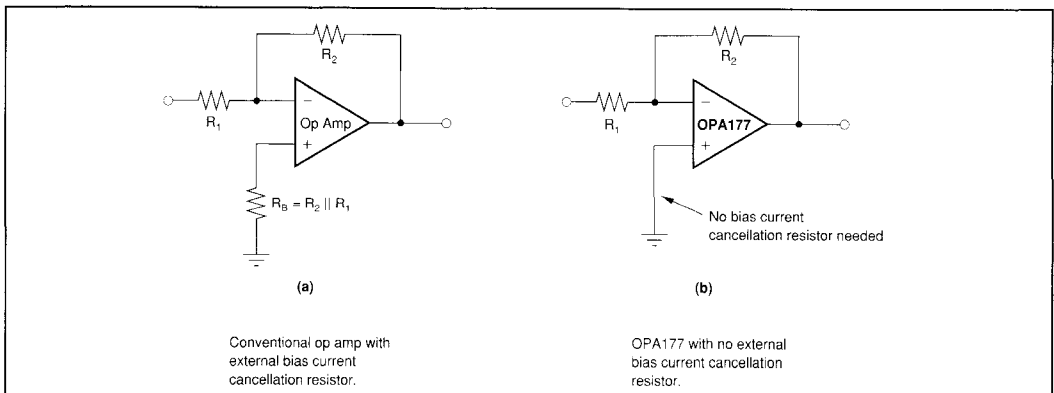 R₂
R₁
−
Op Amp
+
R_B = R₂ || R₁
(a)
Conventional op amp with
external bias current
cancellation resistor.
R₂
R₁
−
OPA177
+
No bias current
cancellation resistor needed
(b)
OPA177 with no external
bias current cancellation
resistor.